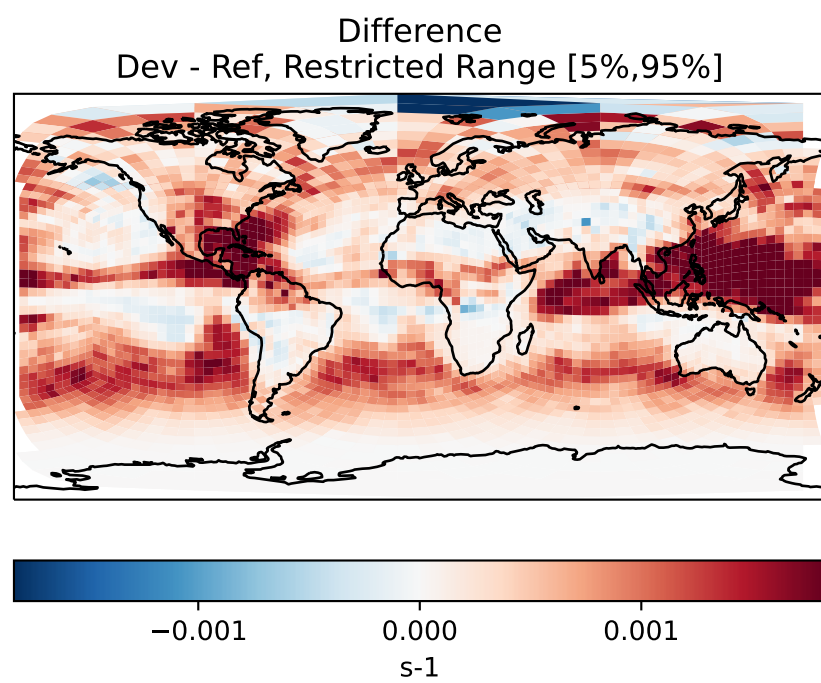 Difference
Dev - Ref, Restricted Range [5%,95%]
−0.001 0.000 0.001
s-1